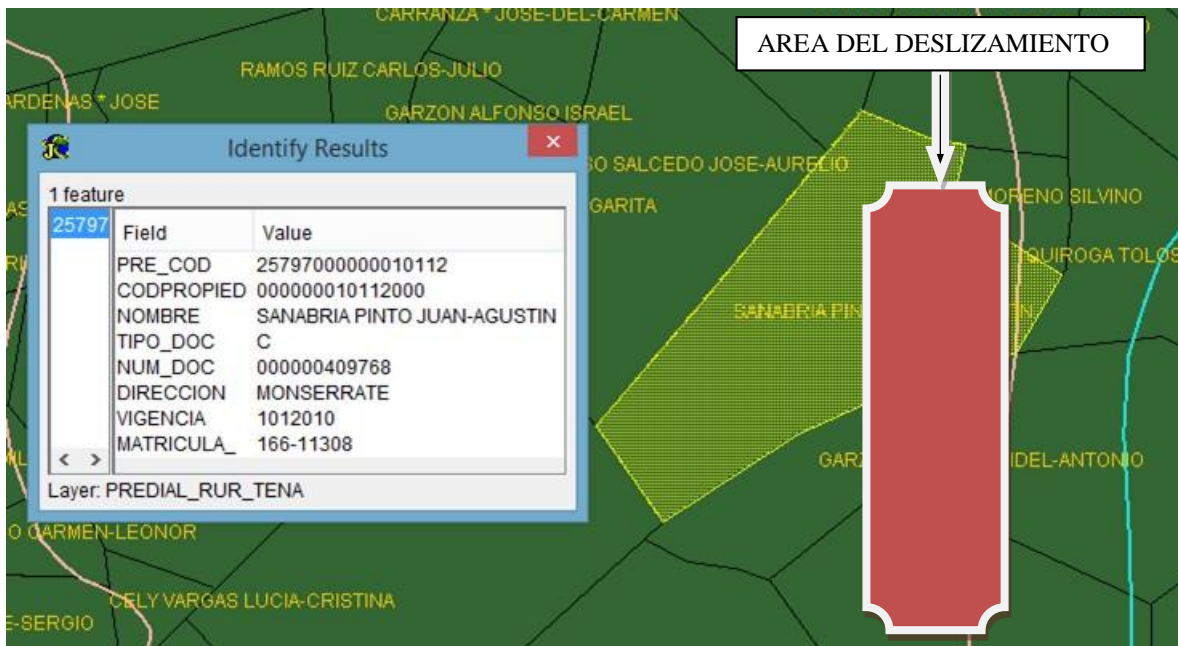 CARRANZA * JOSE-DEL-CARMEN
AREA DEL DESLIZAMIENTO
RAMOS RUIZ CARLOS-JULIO
JOSE
GARZON ALFONSO ISRAEL
Identify Results
SALCEDO JOSE-AURELIO
1 feature
GARITA
MORENO SILVINO
25797
Field Value
PRE_COD 25797000000010112
CODPROPIED 000000010112000
NOMBRE SANABRIA PINTO JUAN-AGUSTIN
TIPO_DOC C
NUM_DOC 000000409768
DIRECCION MONSERRATE
VIGENCIA 1012010
MATRICULA_ 166-11308
QUIROGA TOLOS
SANABRIA PIN
GARZ
IDEL-ANTONIO
Layer: PREDIAL_RUR_TENA
CARMEN-LEONOR
CELY VARGAS LUCIA-CRISTINA
E-SERGIO